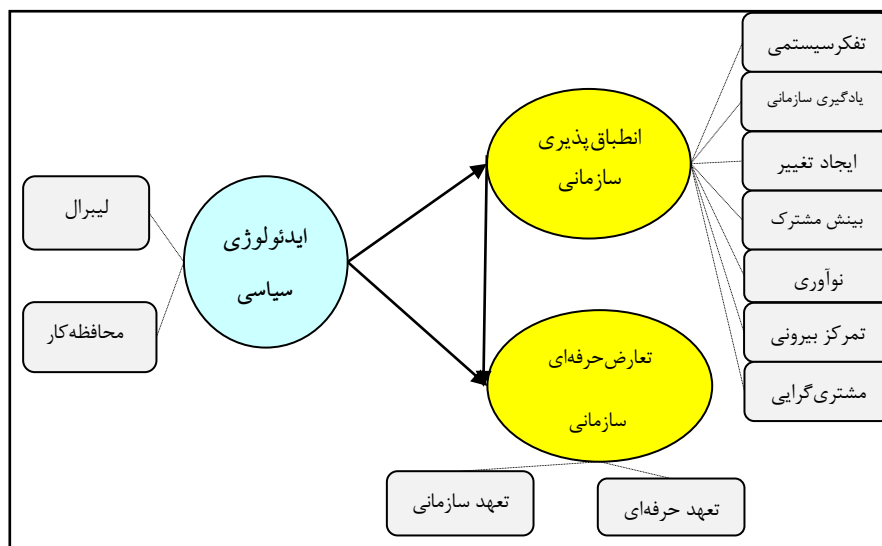 تفکرسیستمی
یادگیری سازمانی
ایجاد تغییر
بینش مشترک
نوآوری
تمرکز بیرونی
مشتری‌گرایی
انطباق‌پذیری
سازمانی
تعارض‌حرفه‌ای
سازمانی
تعهد حرفه‌ای
تعهد سازمانی
ایدئولوژی
سیاسی
لیبرال
محافظه‌کار